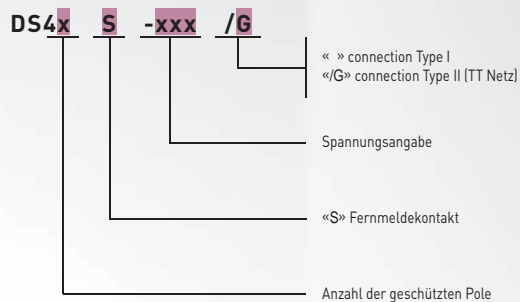 DS4x S -xxx /G
« » connection Type I
«/G» connection Type II (TT Netz)
Spannungsangabe
«S» Fernmeldekontakt
Anzahl der geschützten Pole